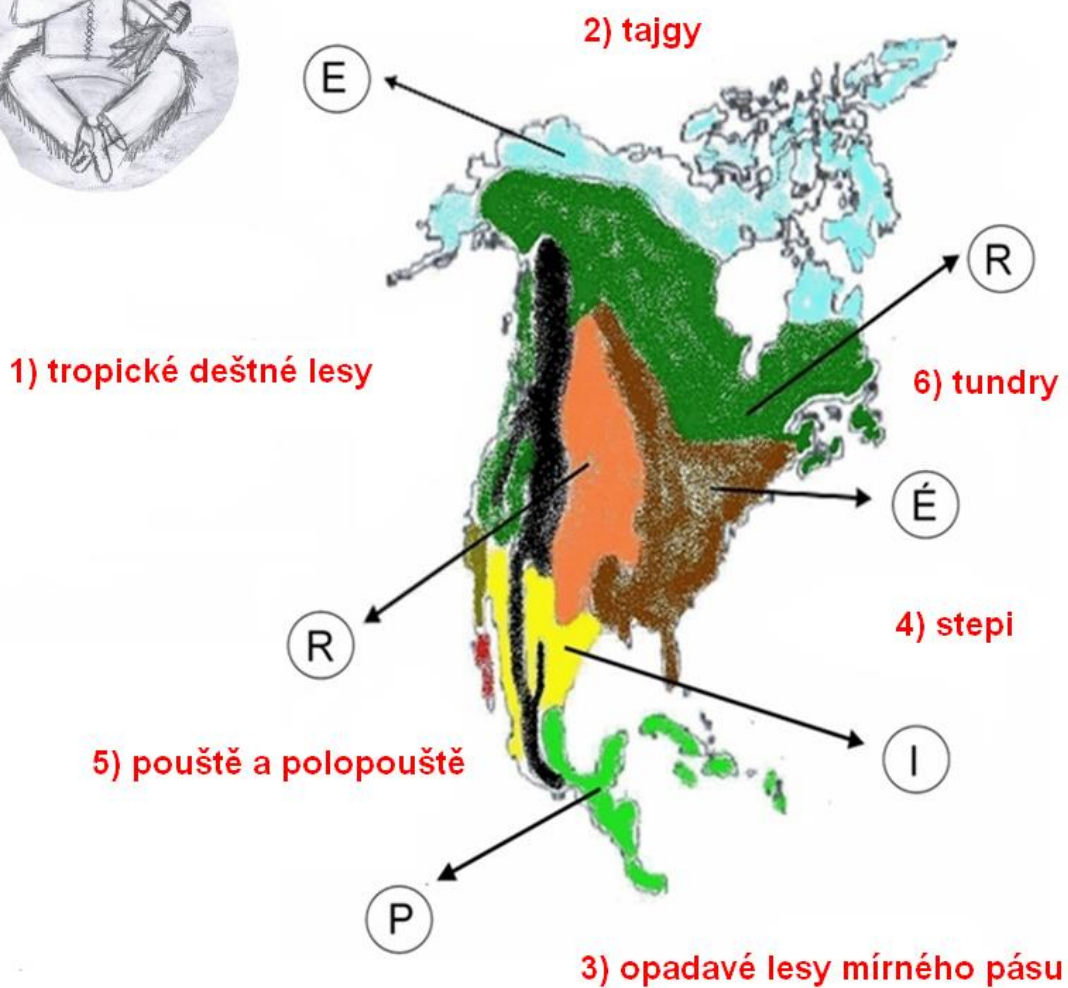 2) tajgy
E
R
1) tropické deštné lesy
6) tundry
É
4) stepi
R
5) pouště a polopouště
I
P
3) opadavé lesy mírného pásu